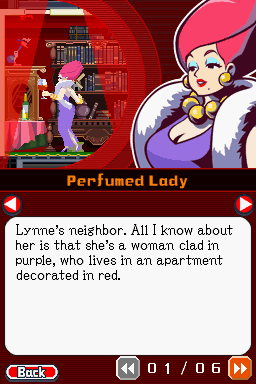 Perfumed Lady
Lynne's neighbor. All I know about
her is that she's a woman clad in
purple, who lives in an apartment
decorated in red.
Back
01/06